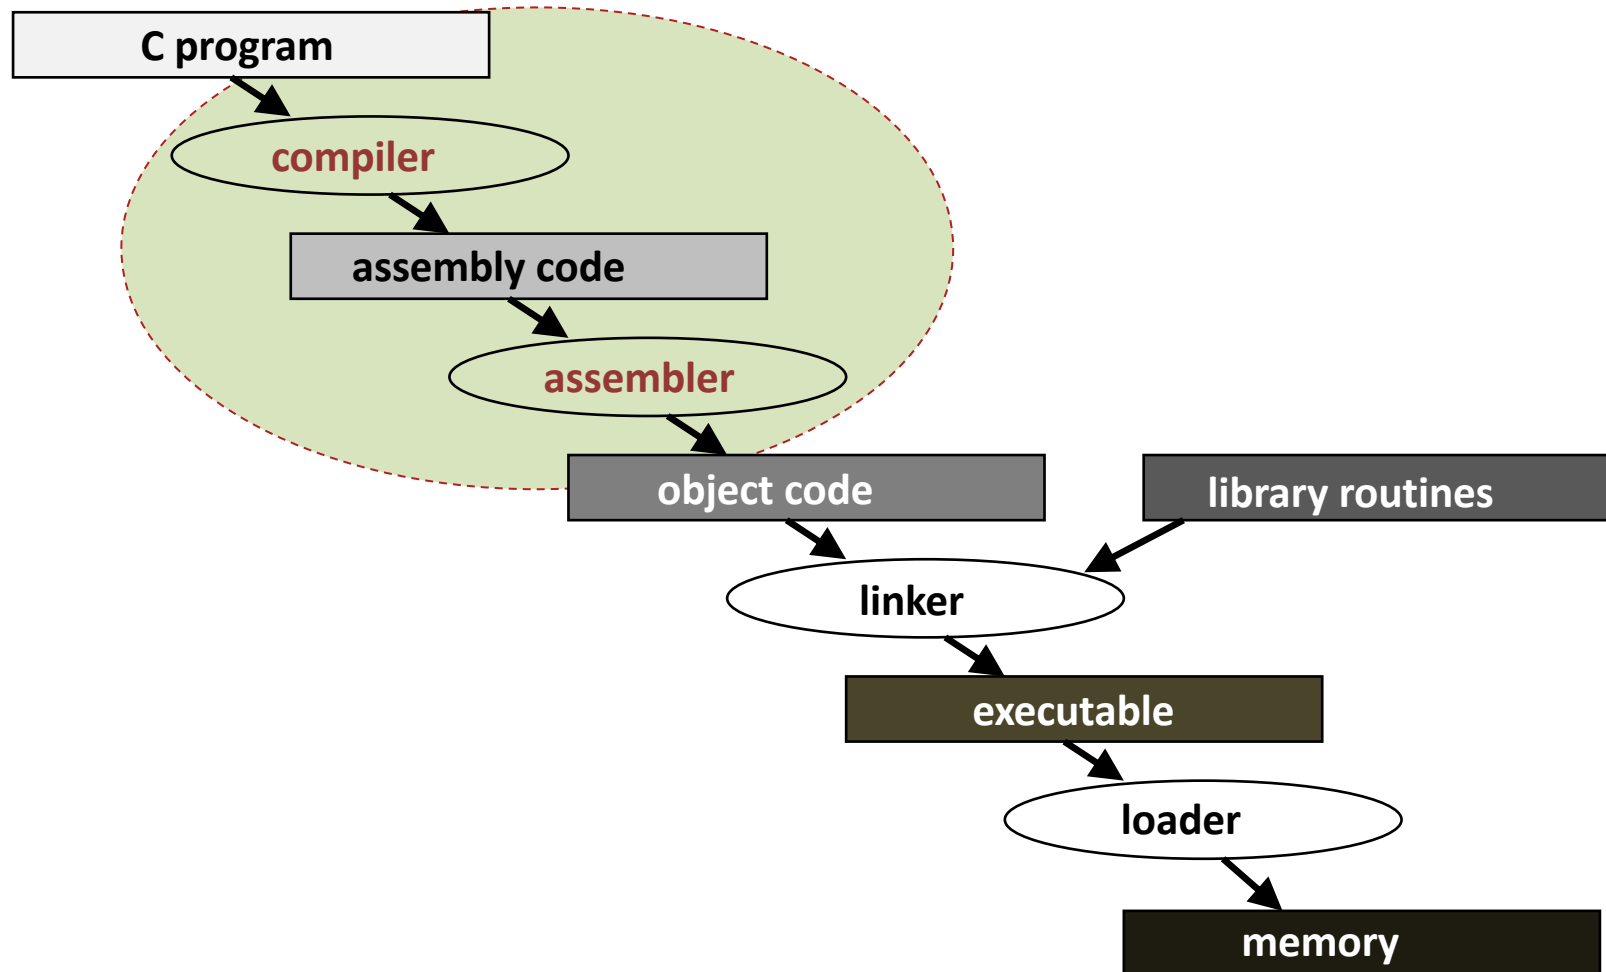 C program
compiler
assembly code
assembler
object code
library routines
linker
executable
loader
memory